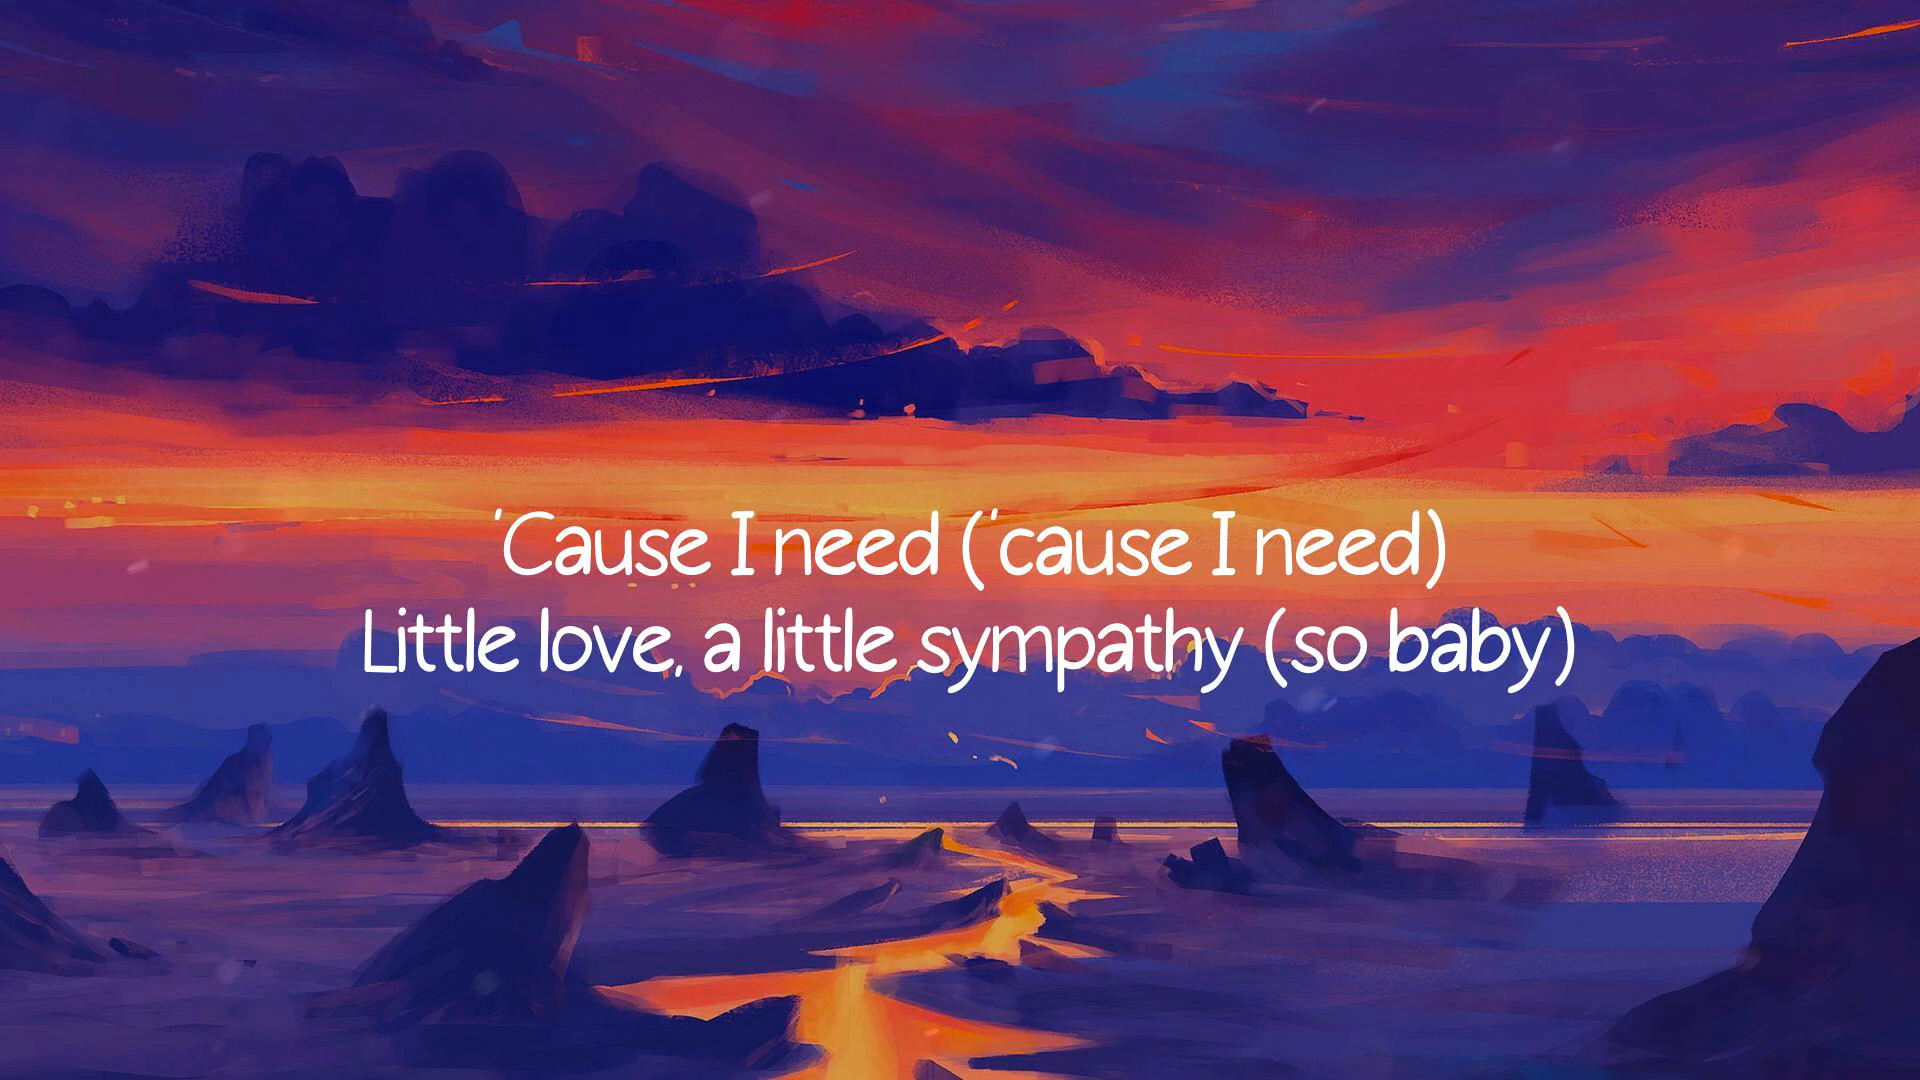 'Cause I need ('cause I need)
Little love, a little sympathy (so baby)